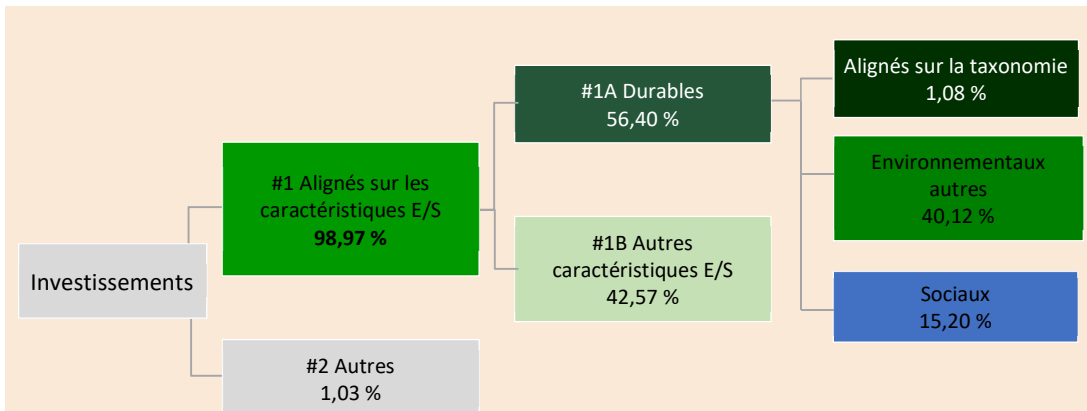 Investissements
#1 Alignés sur les
caractéristiques E/S
98,97 %
#2 Autres
1,03 %
#1A Durables
56,40 %
#1B Autres
caractéristiques E/S
42,57 %
Alignés sur la taxonomie
1,08 %
Environnementaux
autres
40,12 %
Sociaux
15,20 %